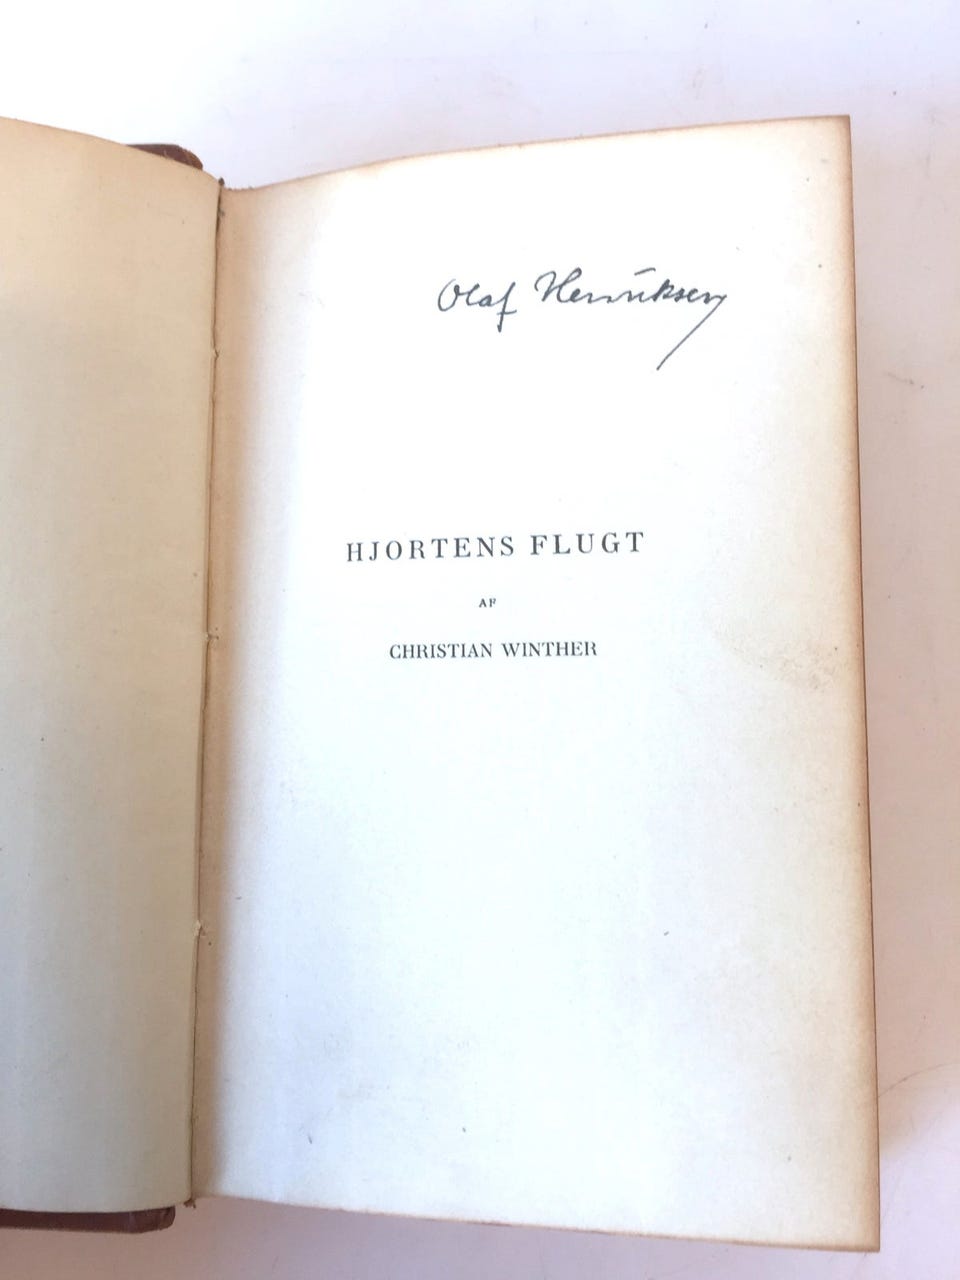 Olaf Henriksen
HJORTENS FLUGT
AF
CHRISTIAN WINTHER